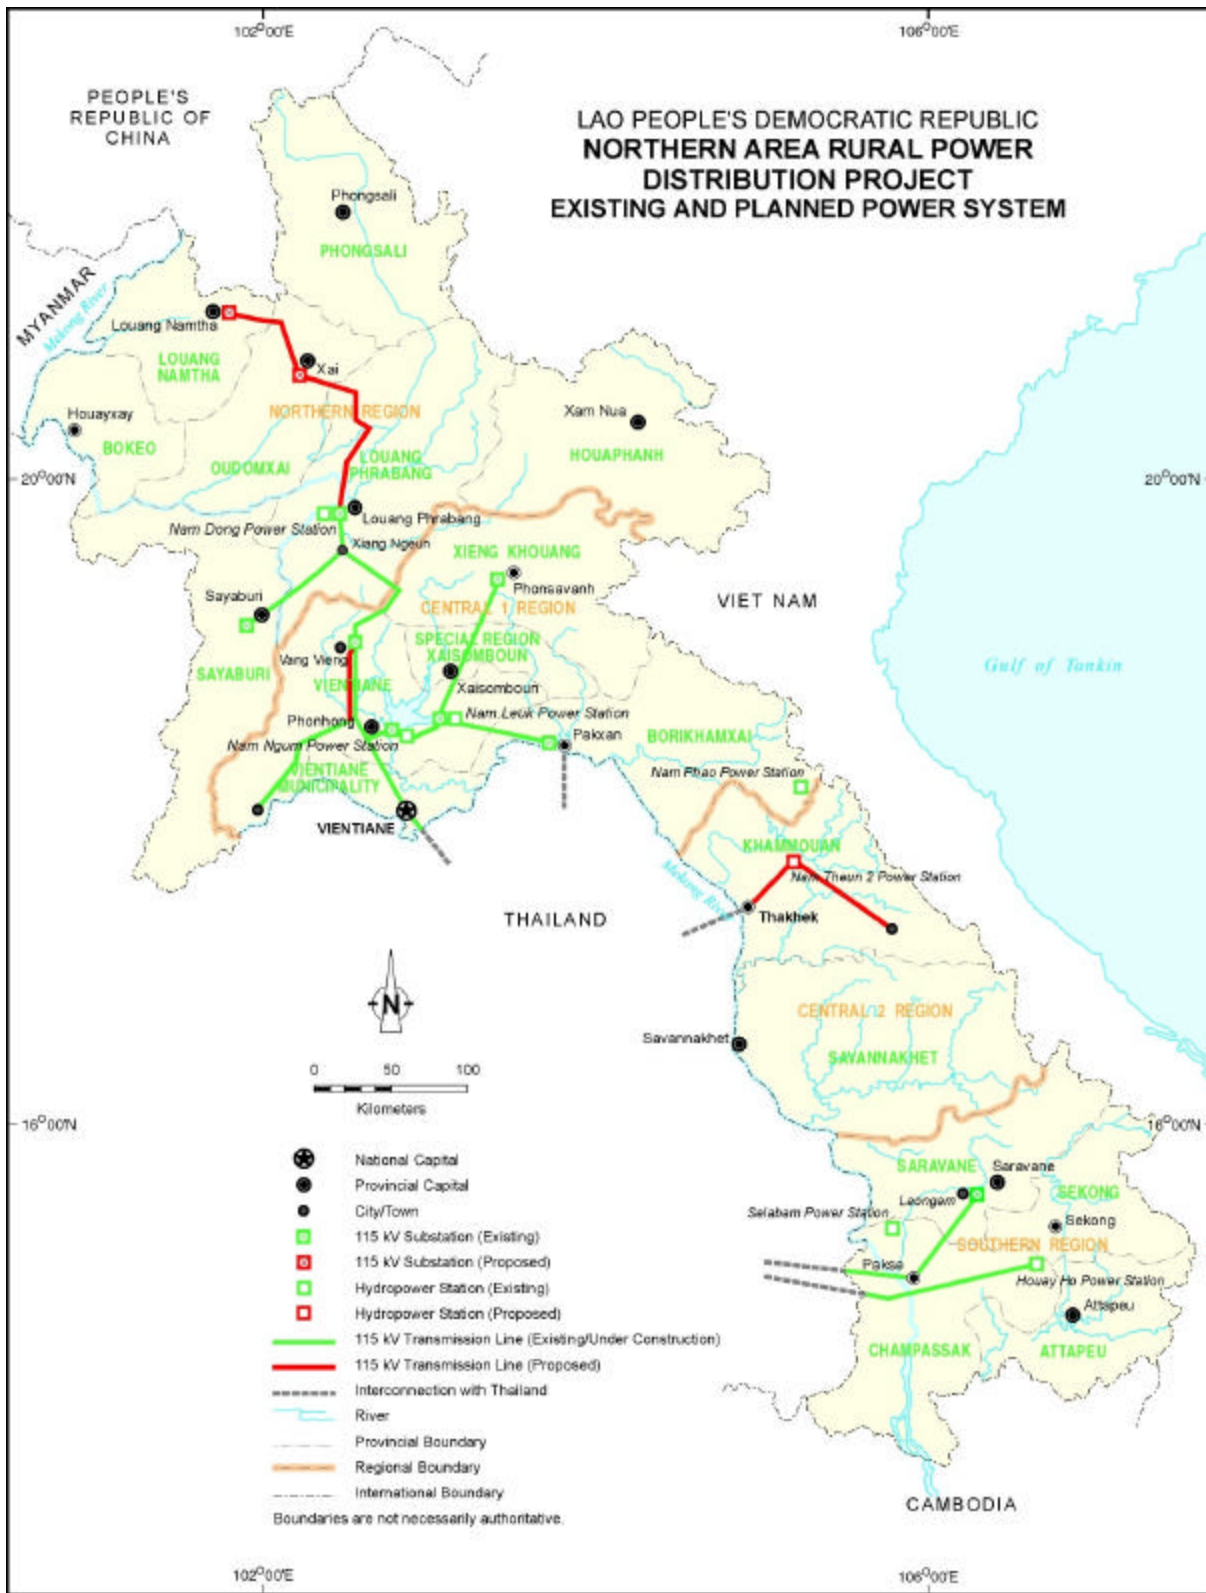 102°00'E
106°00'E
PEOPLE'S
REPUBLIC OF
CHINA
LAO PEOPLE'S DEMOCRATIC REPUBLIC
NORTHERN AREA RURAL POWER
DISTRIBUTION PROJECT
EXISTING AND PLANNED POWER SYSTEM
Phongsali
PHONGSALI
MYANMAR
Mekong River
Louang Namtha
LOUANG
NAMTHA
Xai
NORTHERN REGION
Houayxay
BOKEO
OUDOMXAI
LOUANG
PHRABANG
Xam Nua
HOUAPHANH
20°00'N
20°00'N
Nam Dong Power Station
Louang Phrabang
Xiang Ngeun
XIENG KHOUANG
Phonsavanh
VIET NAM
Sayaburi
CENTRAL 1 REGION
SPECIAL REGION
XAISOMBOUN
Gulf of Tonkin
SAYABURI
Vang Vieng
VIENTIANE
Xaisomboun
Phonhong
Nam Leuk Power Station
Nam Ngum Power Station
Pakxan
BORIKHAMXAI
VIENTIANE
MUNICIPALITY
Nam Phao Power Station
VIENTIANE
KHAMMOUAN
Mekong River
Nam Theun 2 Power Station
THAILAND
Thakhek
N
CENTRAL 2 REGION
Savannakhet
SAVANNAKHET
0 50 100
Kilometers
16°00'N
16°00'N
National Capital
Provincial Capital
City/Town
115 kV Substation (Existing)
115 kV Substation (Proposed)
Hydropower Station (Existing)
Hydropower Station (Proposed)
115 kV Transmission Line (Existing/Under Construction)
115 kV Transmission Line (Proposed)
Interconnection with Thailand
River
Provincial Boundary
Regional Boundary
International Boundary
Boundaries are not necessarily authoritative.
SARAVANE
Saravane
Laongam
SEKONG
Selabam Power Station
Sekong
SOUTHERN REGION
Pakse
Houay Ho Power Station
Attapeu
CHAMPASSAK
ATTAPEU
CAMBODIA
102°00'E
106°00'E